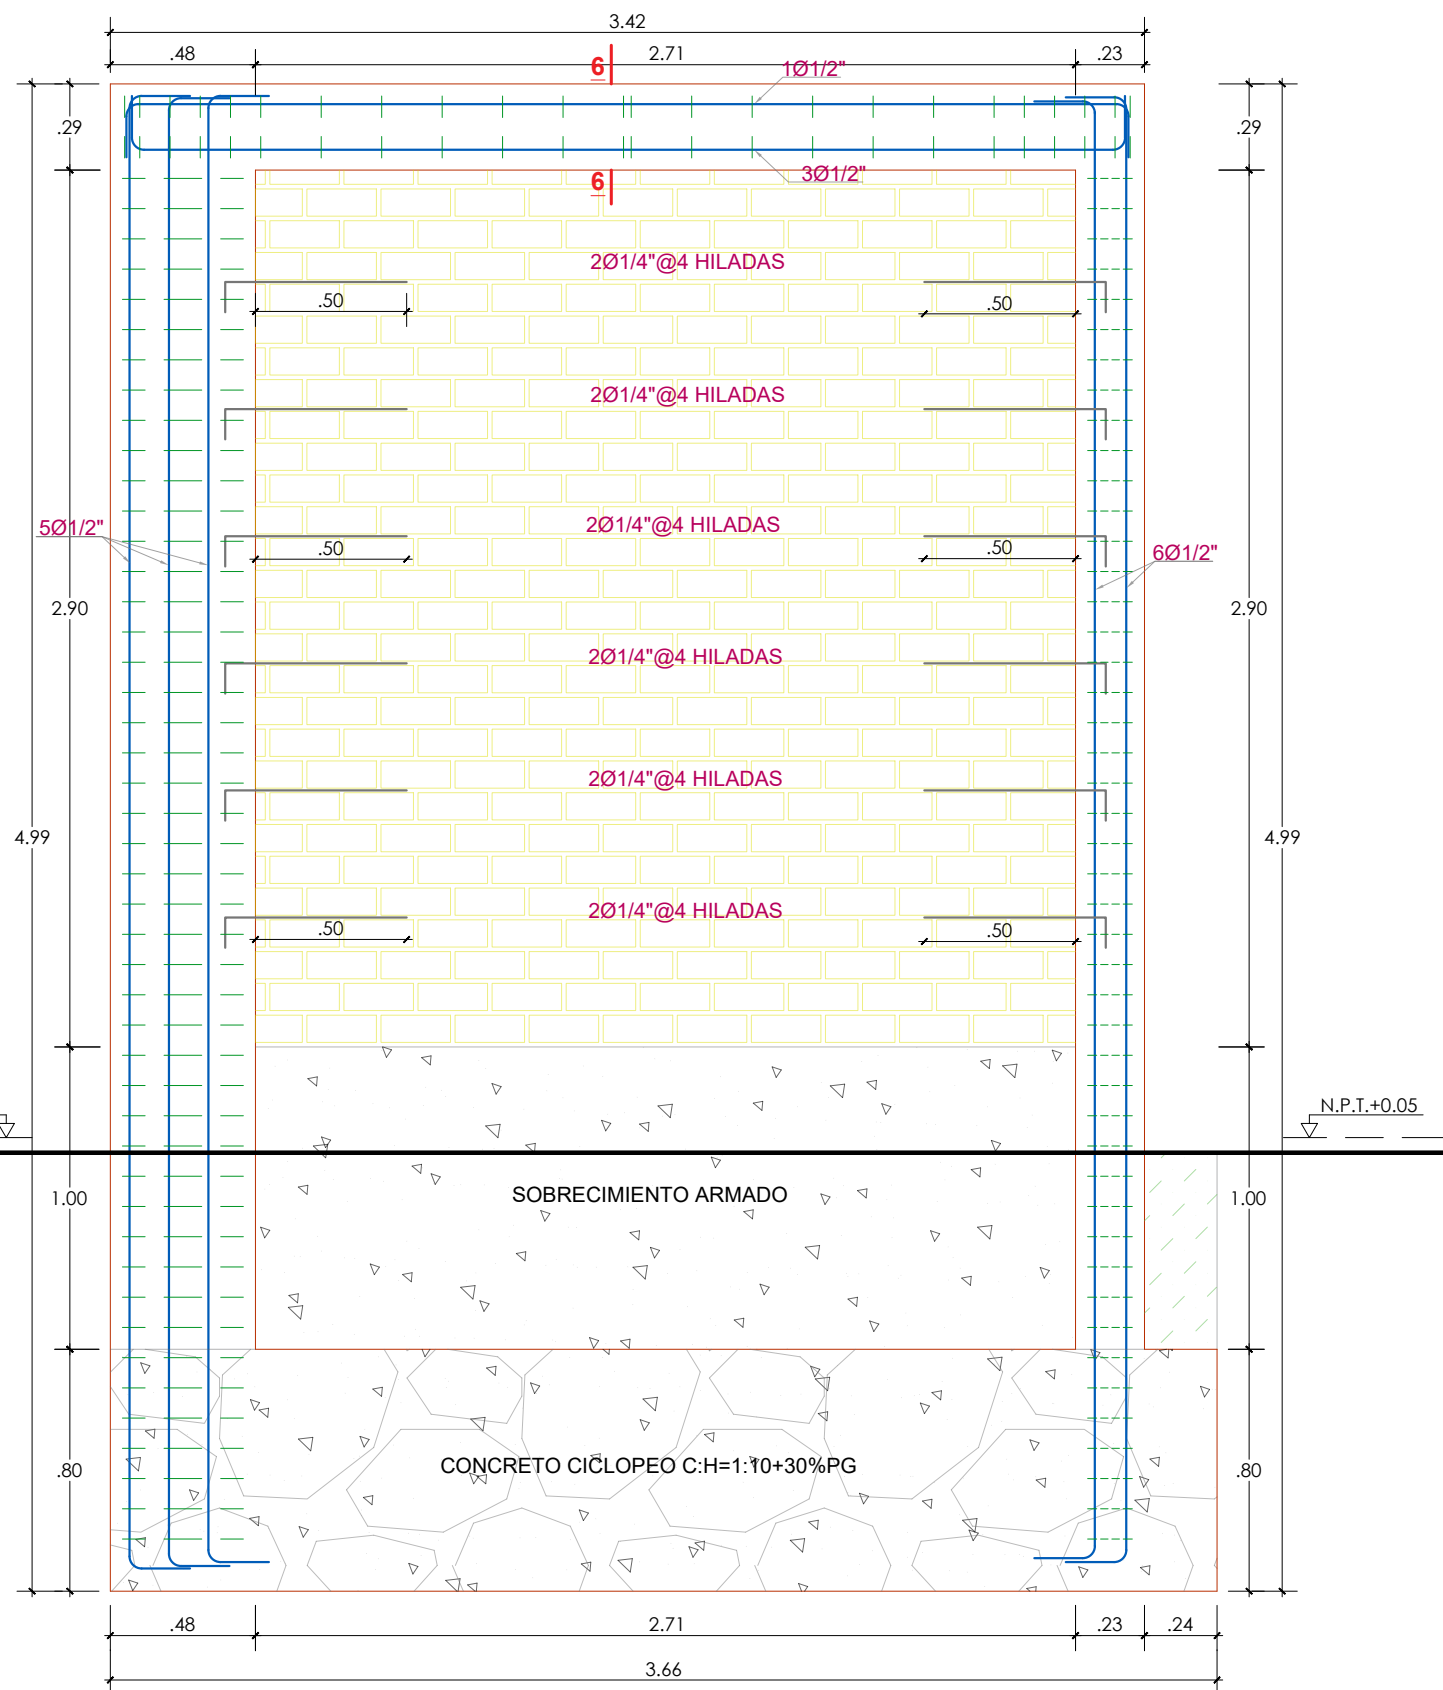 3.42
.48
2.71
.23
6
1Ø1/2"
.29
.29
3Ø1/2"
6
2Ø1/4"@4 HILADAS
.50
.50
2Ø1/4"@4 HILADAS
5Ø1/2"
2Ø1/4"@4 HILADAS
.50
.50
6Ø1/2"
2.90
2.90
2Ø1/4"@4 HILADAS
2Ø1/4"@4 HILADAS
4.99
4.99
2Ø1/4"@4 HILADAS
.50
.50
N.P.T.+0.05
1.00
SOBRECIMIENTO ARMADO
1.00
.80
CONCRETO CICLOPEO C:H=1:10+30%PG
.80
.48
2.71
.23
.24
3.66